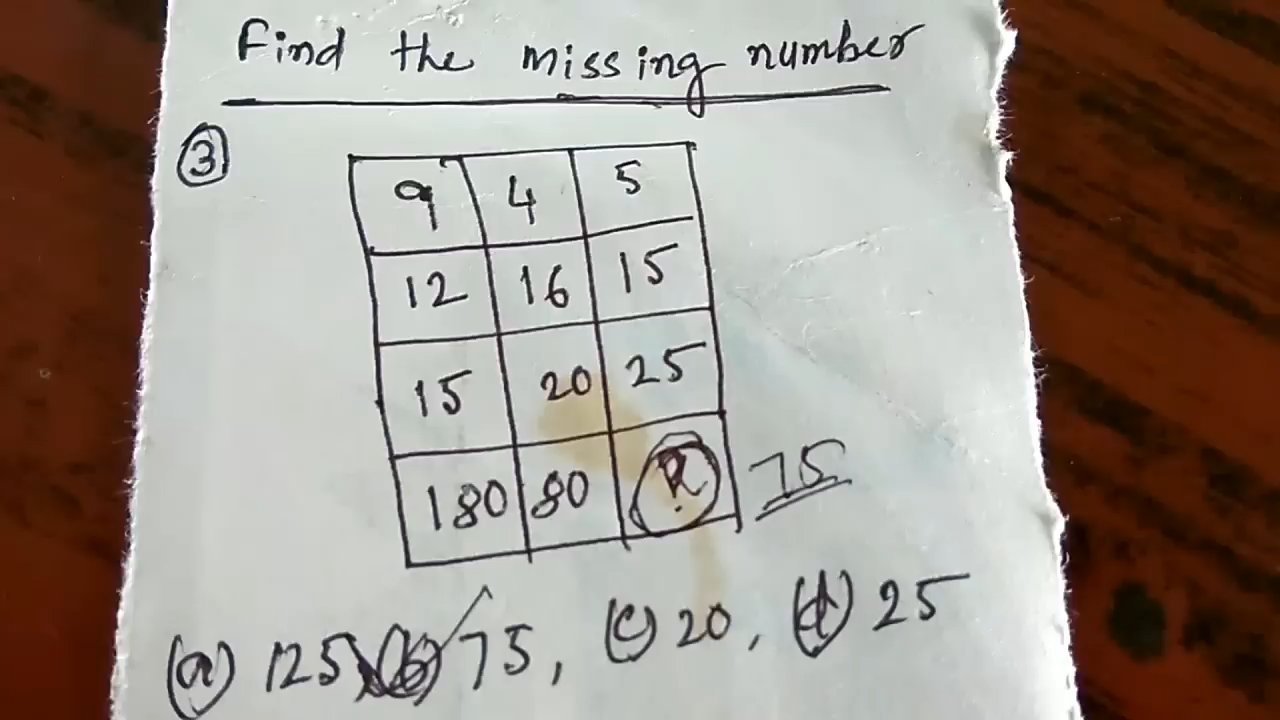 Find the missing number
3
9 4 5
12 16 15
15 20 25
180 80 ? 75
(a) 125, (b) 75, (c) 20, (d) 25